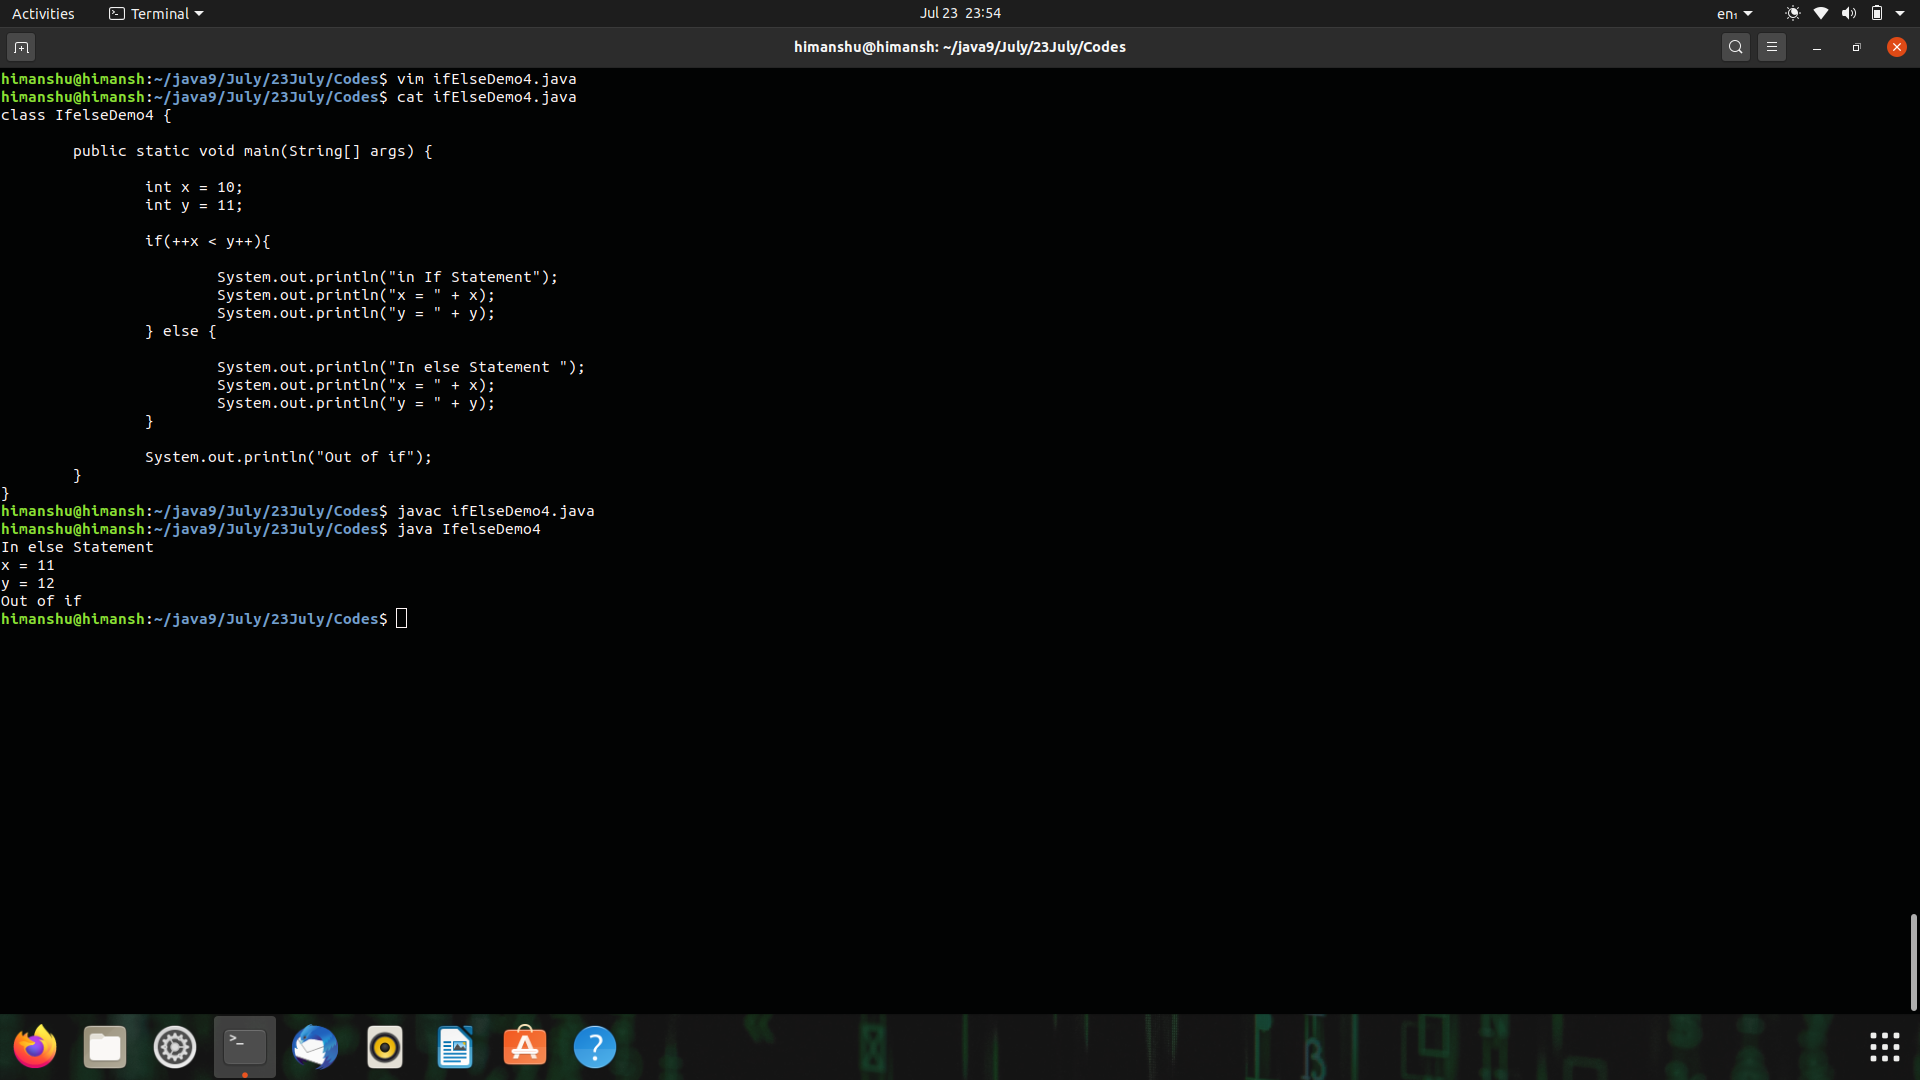 Activities Terminal Jul 23 23:54 en₁
himanshu@himansh: ~/java9/July/23July/Codes
himanshu@himansh:~/java9/July/23July/Codes$ vim ifElseDemo4.java
himanshu@himansh:~/java9/July/23July/Codes$ cat ifElseDemo4.java
class IfelseDemo4 {
public static void main(String[] args) {
int x = 10;
int y = 11;
if(++x < y++){
System.out.println("in If Statement");
System.out.println("x = " + x);
System.out.println("y = " + y);
} else {
System.out.println("In else Statement ");
System.out.println("x = " + x);
System.out.println("y = " + y);
}
System.out.println("Out of if");
}
}
himanshu@himansh:~/java9/July/23July/Codes$ javac ifElseDemo4.java
himanshu@himansh:~/java9/July/23July/Codes$ java IfelseDemo4
In else Statement
x = 11
y = 12
Out of if
himanshu@himansh:~/java9/July/23July/Codes$